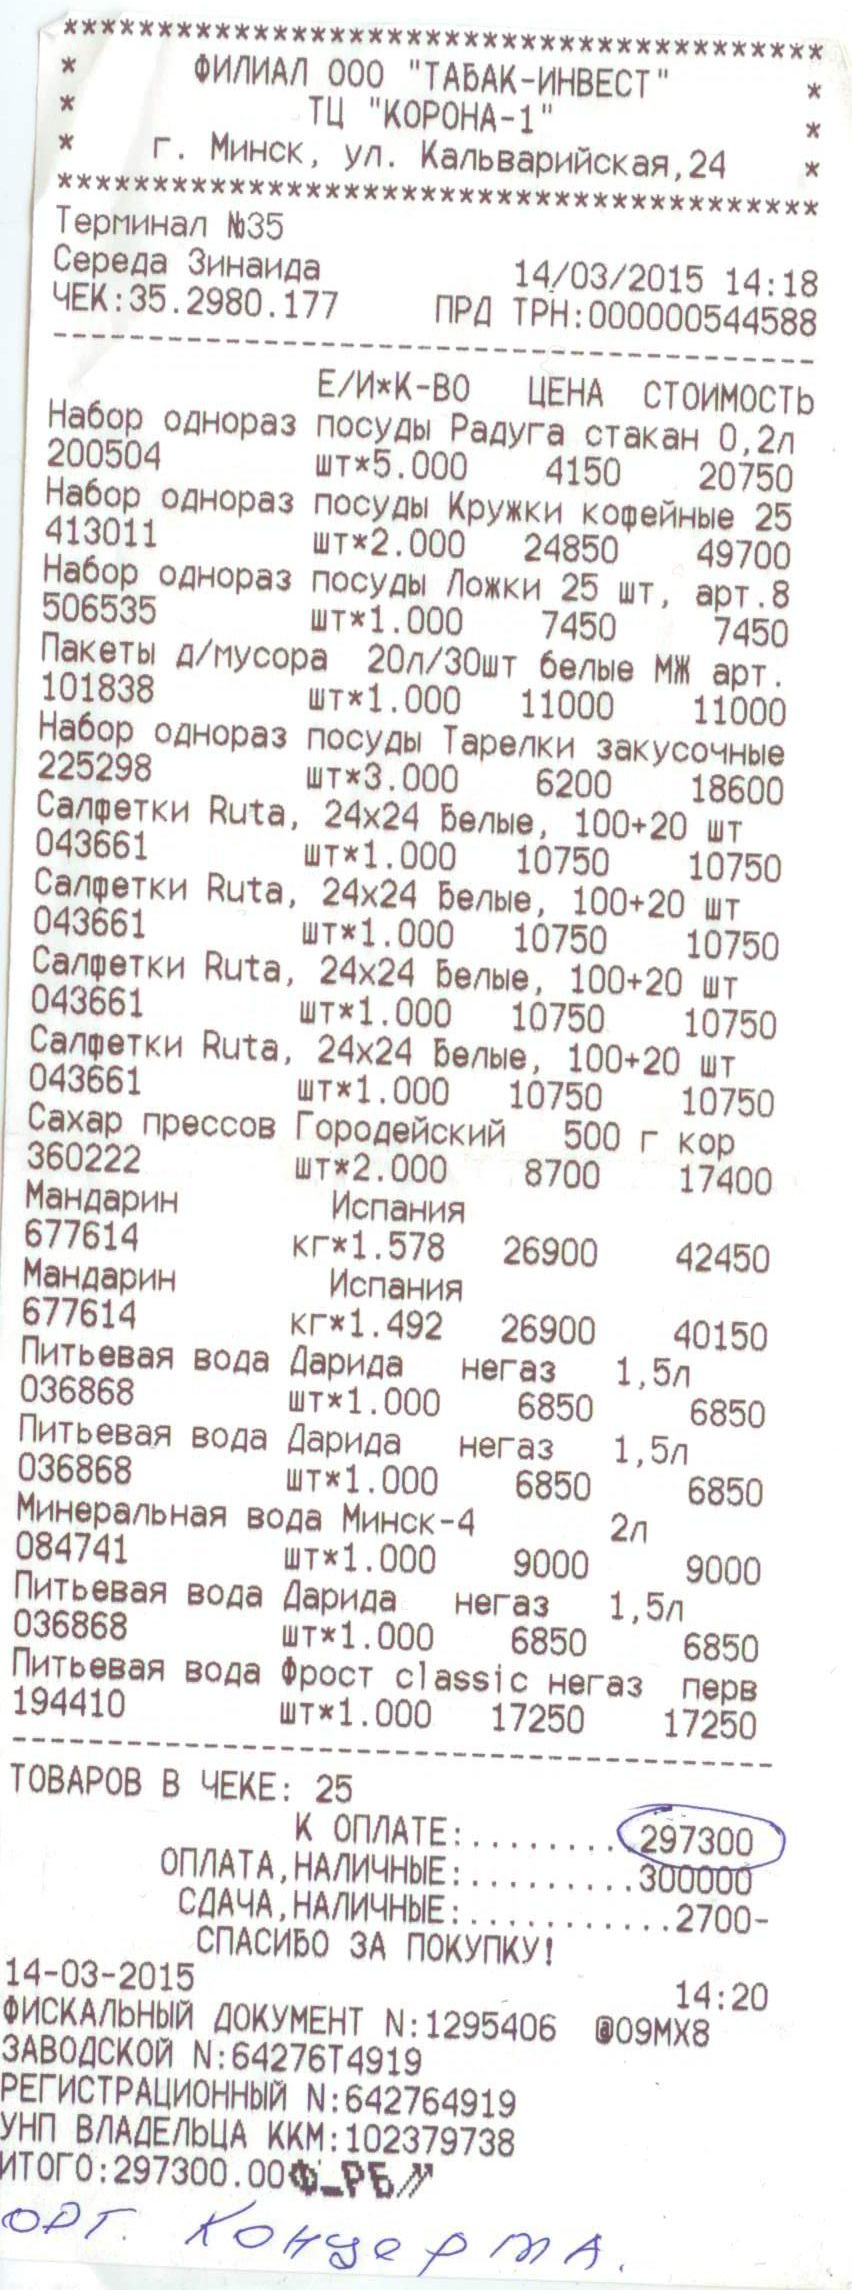 ****************************************
* ФИЛИАЛ ООО "ТАБАК-ИНВЕСТ" *
* ТЦ "КОРОНА-1" *
* г. Минск, ул. Кальварийская,24 *
****************************************
Терминал №35
Середа Зинаида 14/03/2015 14:18
ЧЕК:35.2980.177 ПРД ТРН:000000544588
----------------------------------------
Е/И*К-ВО ЦЕНА СТОИМОСТЬ
Набор однораз посуды Радуга стакан 0,2л
200504 шт*5.000 4150 20750
Набор однораз посуды Кружки кофейные 25
413011 шт*2.000 24850 49700
Набор однораз посуды Ложки 25 шт, арт.8
506535 шт*1.000 7450 7450
Пакеты д/мусора 20л/30шт белые МЖ арт.
101838 шт*1.000 11000 11000
Набор однораз посуды Тарелки закусочные
225298 шт*3.000 6200 18600
Салфетки Ruta, 24х24 Белые, 100+20 шт
043661 шт*1.000 10750 10750
Салфетки Ruta, 24х24 Белые, 100+20 шт
043661 шт*1.000 10750 10750
Салфетки Ruta, 24х24 Белые, 100+20 шт
043661 шт*1.000 10750 10750
Салфетки Ruta, 24х24 Белые, 100+20 шт
043661 шт*1.000 10750 10750
Сахар прессов Городейский 500 г кор
360222 шт*2.000 8700 17400
Мандарин Испания
677614 кг*1.578 26900 42450
Мандарин Испания
677614 кг*1.492 26900 40150
Питьевая вода Дарида негаз 1,5л
036868 шт*1.000 6850 6850
Питьевая вода Дарида негаз 1,5л
036868 шт*1.000 6850 6850
Минеральная вода Минск-4 2л
084741 шт*1.000 9000 9000
Питьевая вода Дарида негаз 1,5л
036868 шт*1.000 6850 6850
Питьевая вода Фрост classic негаз перв
194410 шт*1.000 17250 17250
----------------------------------------
ТОВАРОВ В ЧЕКЕ: 25
К ОПЛАТЕ:........297300
ОПЛАТА,НАЛИЧНЫЕ:.........300000
СДАЧА,НАЛИЧНЫЕ:...........2700-
СПАСИБО ЗА ПОКУПКУ!
14-03-2015 14:20
ФИСКАЛЬНЫЙ ДОКУМЕНТ N:1295406 @09MX8
ЗАВОДСКОЙ N:64276T4919
РЕГИСТРАЦИОННЫЙ N:642764919
УНП ВЛАДЕЛЬЦА ККМ:102379738
ИТОГО:297300.00Ф_РБ
орг. Концерта.